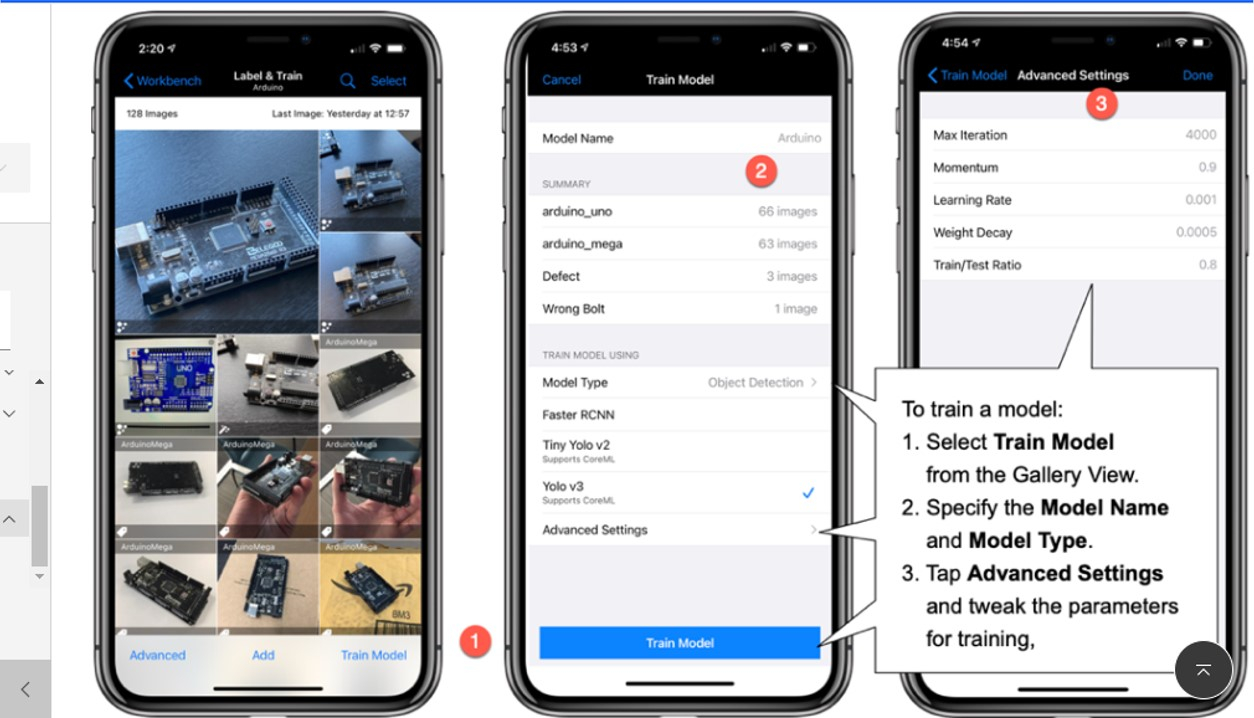 2:20
Workbench
Label & Train
Arduino
Select
128 Images
Last Image: Yesterday at 12:57
UNO
ArduinoMega
ArduinoMega
ArduinoMega
ArduinoMega
ArduinoMega
ArduinoMega
ArduinoMega
Advanced
Add
Train Model
1
4:53
Cancel
Train Model
Model Name
Arduino
2
SUMMARY
arduino_uno
66 images
arduino_mega
63 images
Defect
3 images
Wrong Bolt
1 image
TRAIN MODEL USING
Model Type
Object Detection
Faster RCNN
Tiny Yolo v2
Supports CoreML
Yolo v3
Supports CoreML
Advanced Settings
Train Model
4:54
Train Model
Advanced Settings
Done
3
Max Iteration
4000
Momentum
0.9
Learning Rate
0.001
Weight Decay
0.0005
Train/Test Ratio
0.8
To train a model:
1. Select Train Model
from the Gallery View.
2. Specify the Model Name
and Model Type.
3. Tap Advanced Settings
and tweak the parameters
for training,